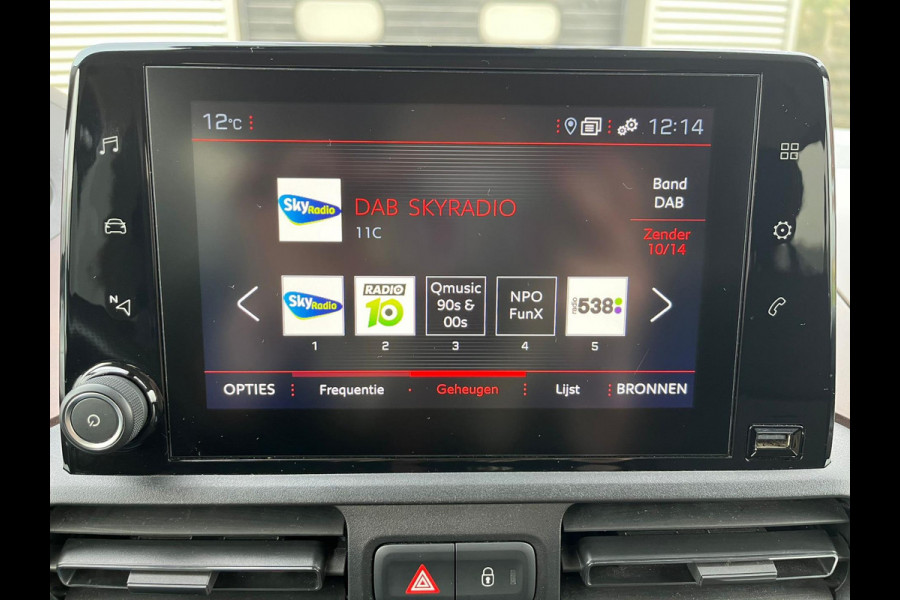 12°C
12:14
Sky Radio
DAB SKYRADIO
11C
Band
DAB
Zender
10/14
Sky Radio
RADIO
10
Qmusic
90s &
00s
NPO
FunX
radio 538
1 2 3 4 5
OPTIES Frequentie Geheugen Lijst BRONNEN
N